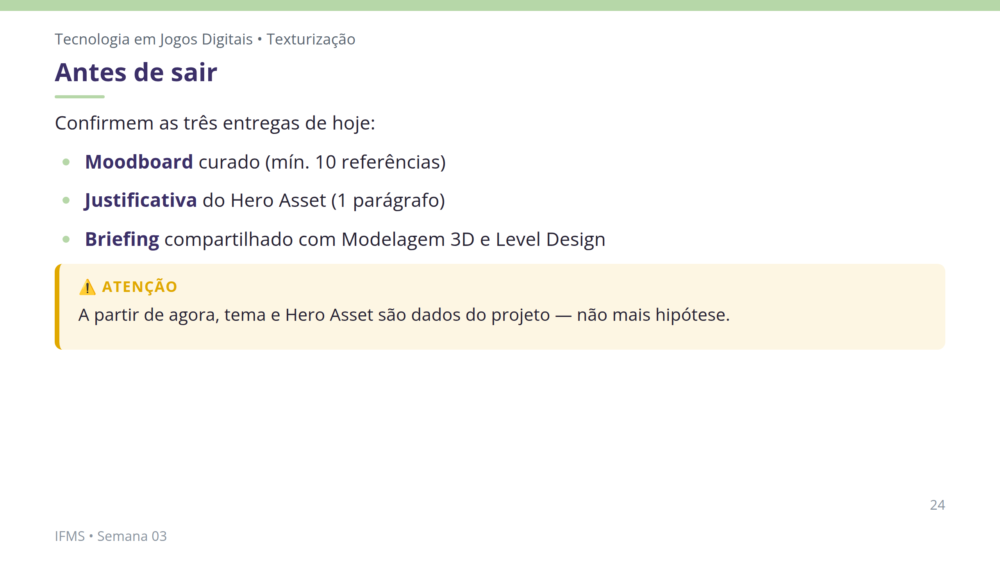 Tecnologia em Jogos Digitais • Texturização
Antes de sair
Confirmem as três entregas de hoje:
• Moodboard curado (mín. 10 referências)
• Justificativa do Hero Asset (1 parágrafo)
• Briefing compartilhado com Modelagem 3D e Level Design
⚠️ ATENÇÃO
A partir de agora, tema e Hero Asset são dados do projeto — não mais hipótese.
24
IFMS • Semana 03